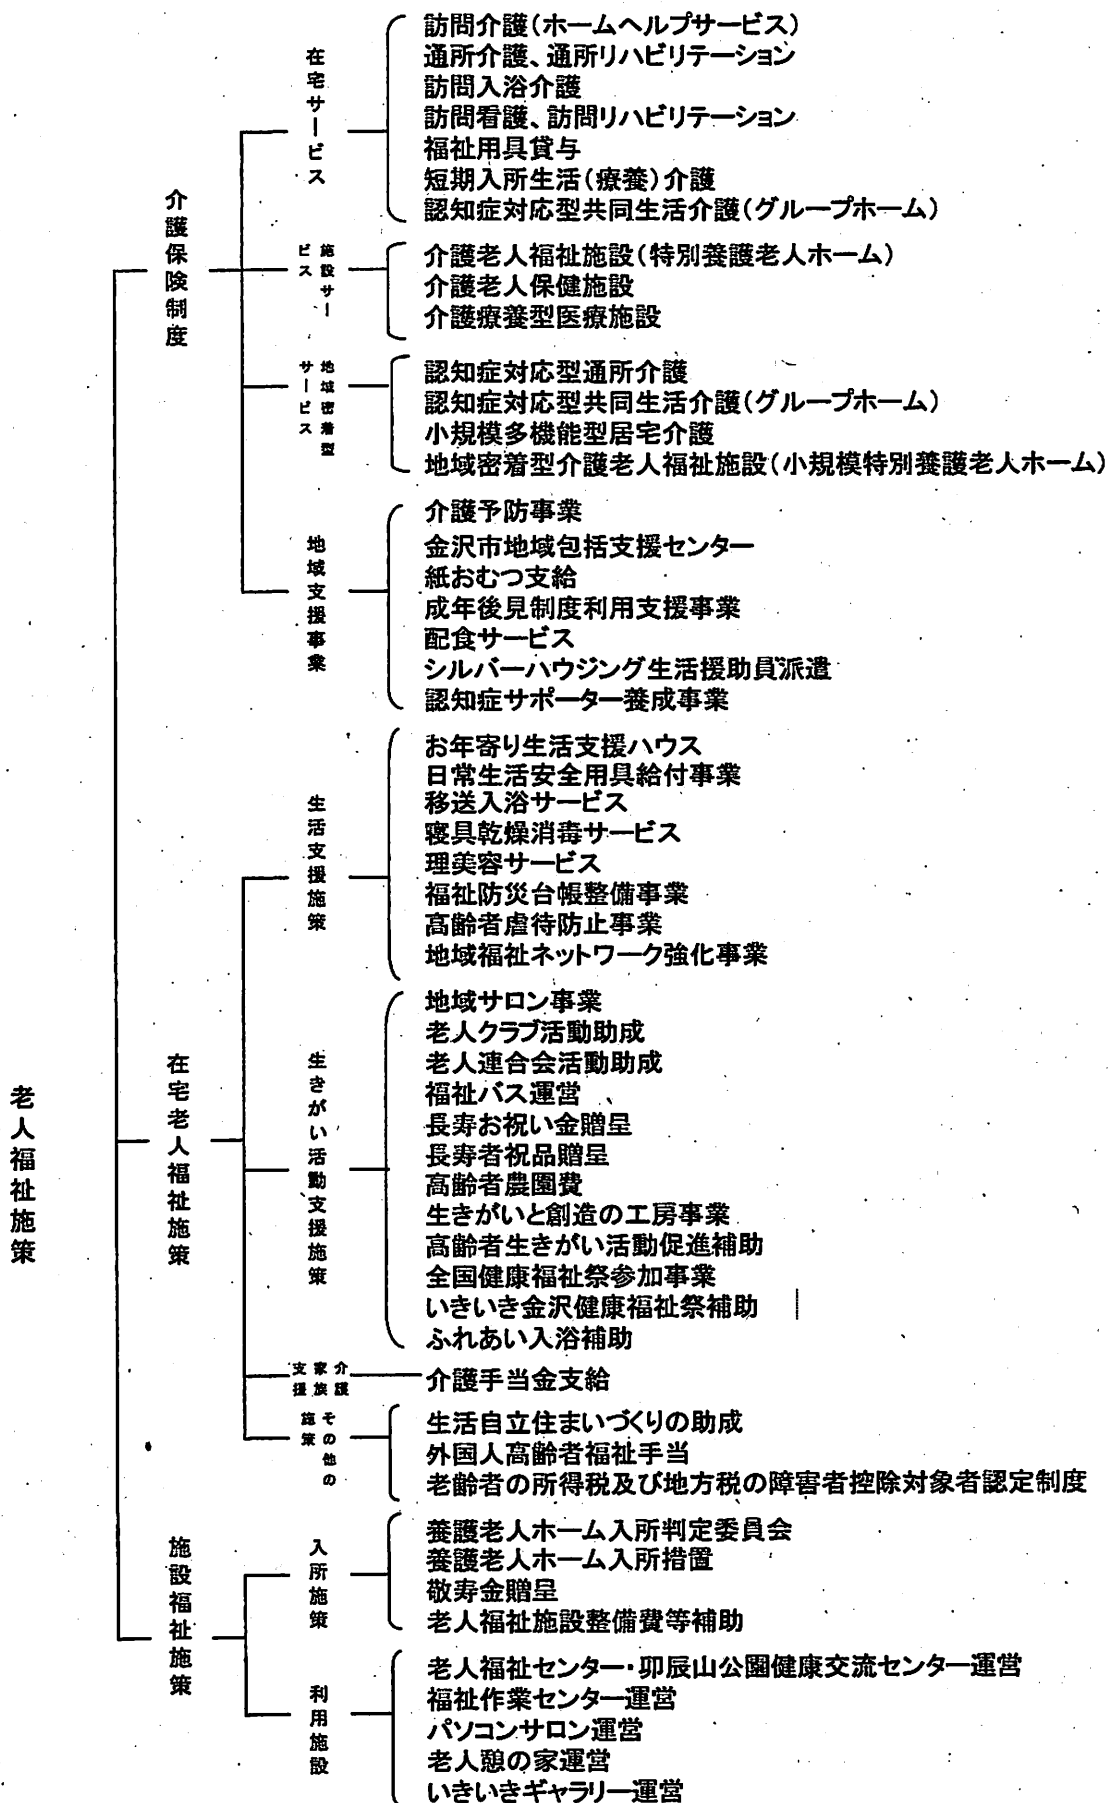 老人福祉施策
介護保険制度
在宅サービス
訪問介護(ホームヘルプサービス)
通所介護、通所リハビリテーション
訪問入浴介護
訪問看護、訪問リハビリテーション
福祉用具貸与
短期入所生活(療養)介護
認知症対応型共同生活介護(グループホーム)
施設サー
ビス
介護老人福祉施設(特別養護老人ホーム)
介護老人保健施設
介護療養型医療施設
地域密着型
サービス
認知症対応型通所介護
認知症対応型共同生活介護(グループホーム)
小規模多機能型居宅介護
地域密着型介護老人福祉施設(小規模特別養護老人ホーム)
地域支援事業
介護予防事業
金沢市地域包括支援センター
紙おむつ支給
成年後見制度利用支援事業
配食サービス
シルバーハウジング生活援助員派遣
認知症サポーター養成事業
在宅老人福祉施策
生活支援施策
お年寄り生活支援ハウス
日常生活安全用具給付事業
移送入浴サービス
寝具乾燥消毒サービス
理美容サービス
福祉防災台帳整備事業
高齢者虐待防止事業
地域福祉ネットワーク強化事業
生きがい活動支援施策
地域サロン事業
老人クラブ活動助成
老人連合会活動助成
福祉バス運営
長寿お祝い金贈呈
長寿者祝品贈呈
高齢者農園費
生きがいと創造の工房事業
高齢者生きがい活動促進補助
全国健康福祉祭参加事業
いきいき金沢健康福祉祭補助
ふれあい入浴補助
介護
家族
支援
介護手当金支給
その他の
施策
生活自立住まいづくりの助成
外国人高齢者福祉手当
老齢者の所得税及び地方税の障害者控除対象者認定制度
施設福祉施策
入所施策
養護老人ホーム入所判定委員会
養護老人ホーム入所措置
敬寿金贈呈
老人福祉施設整備費等補助
利用施設
老人福祉センター・卯辰山公園健康交流センター運営
福祉作業センター運営
パソコンサロン運営
老人憩の家運営
いきいきギャラリー運営